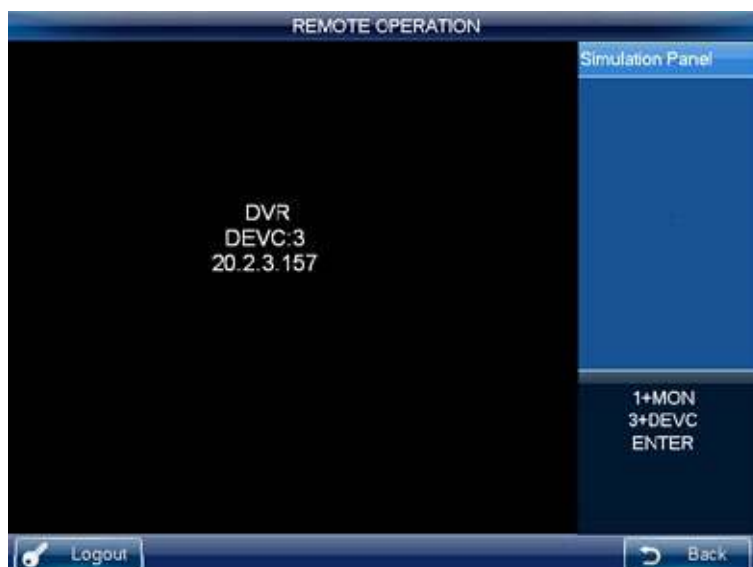 REMOTE OPERATION
Simulation Panel
DVR
DEVC:3
20.2.3.157
1+MON
3+DEVC
ENTER
Logout
Back